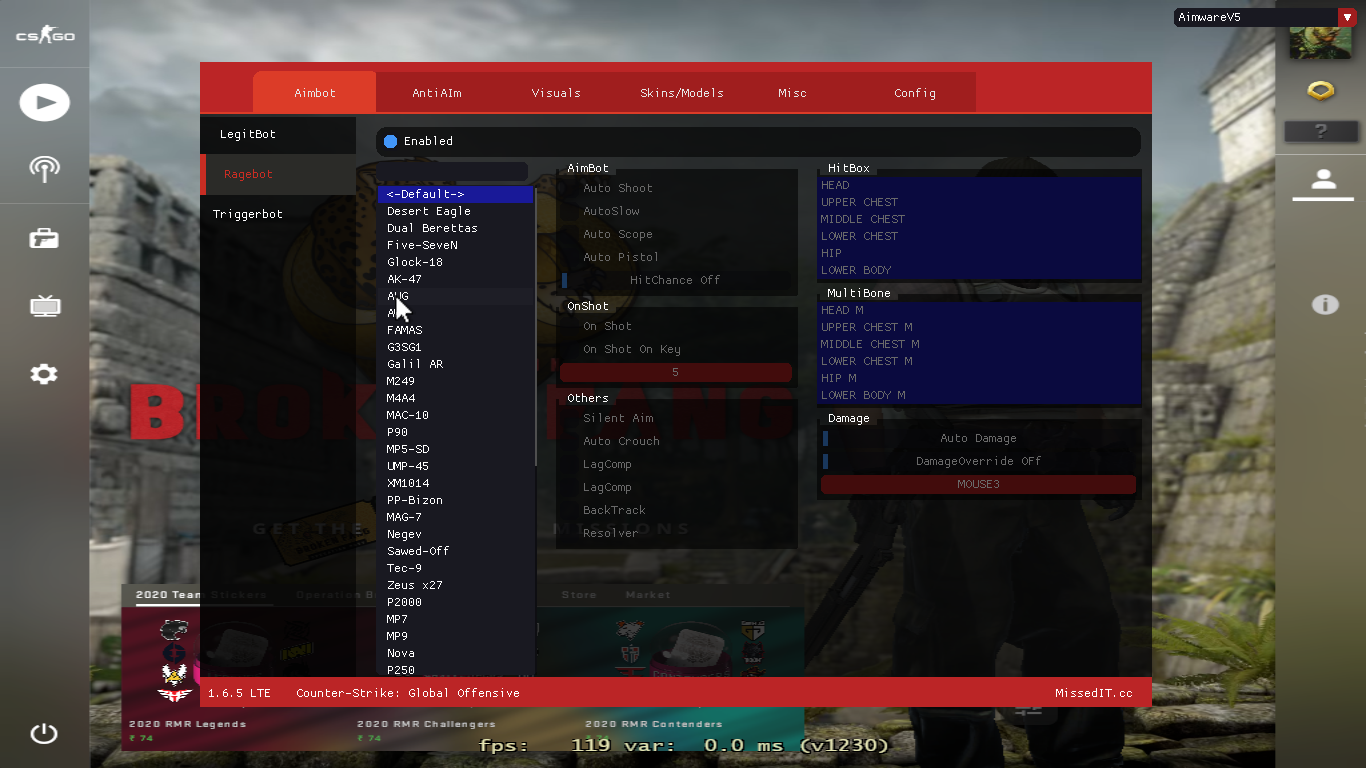 CS GO
AimwareV5
Aimbot
AntiAIm
Visuals
Skins/Models
Misc
Config
LegitBot
Ragebot
Triggerbot
Enabled
<-Default->
Desert Eagle
Dual Berettas
Five-SeveN
Glock-18
AK-47
AUG
FAMAS
G3SG1
Galil AR
M249
M4A4
MAC-10
P90
MP5-SD
UMP-45
XM1014
PP-Bizon
MAG-7
Negev
Sawed-Off
Tec-9
Zeus x27
P2000
MP7
MP9
Nova
P250
AimBot
Auto Shoot
AutoSlow
Auto Scope
Auto Pistol
HitChance Off
OnShot
On Shot
On Shot On Key
5
Others
Silent Aim
Auto Crouch
LagComp
LagComp
BackTrack
Resolver
HitBox
HEAD
UPPER CHEST
MIDDLE CHEST
LOWER CHEST
HIP
LOWER BODY
MultiBone
HEAD M
UPPER CHEST M
MIDDLE CHEST M
LOWER CHEST M
HIP M
LOWER BODY M
Damage
Auto Damage
DamageOverride OFf
MOUSE3
?
GET THE
MISSIONS
2020 Team Stickers
Store
Market
1.6.5 LTE
Counter-Strike: Global Offensive
MissedIT.cc
2020 RMR Legends
₹ 74
2020 RMR Challengers
₹ 74
2020 RMR Contenders
fps: 119 var: 0.0 ms (v1230)